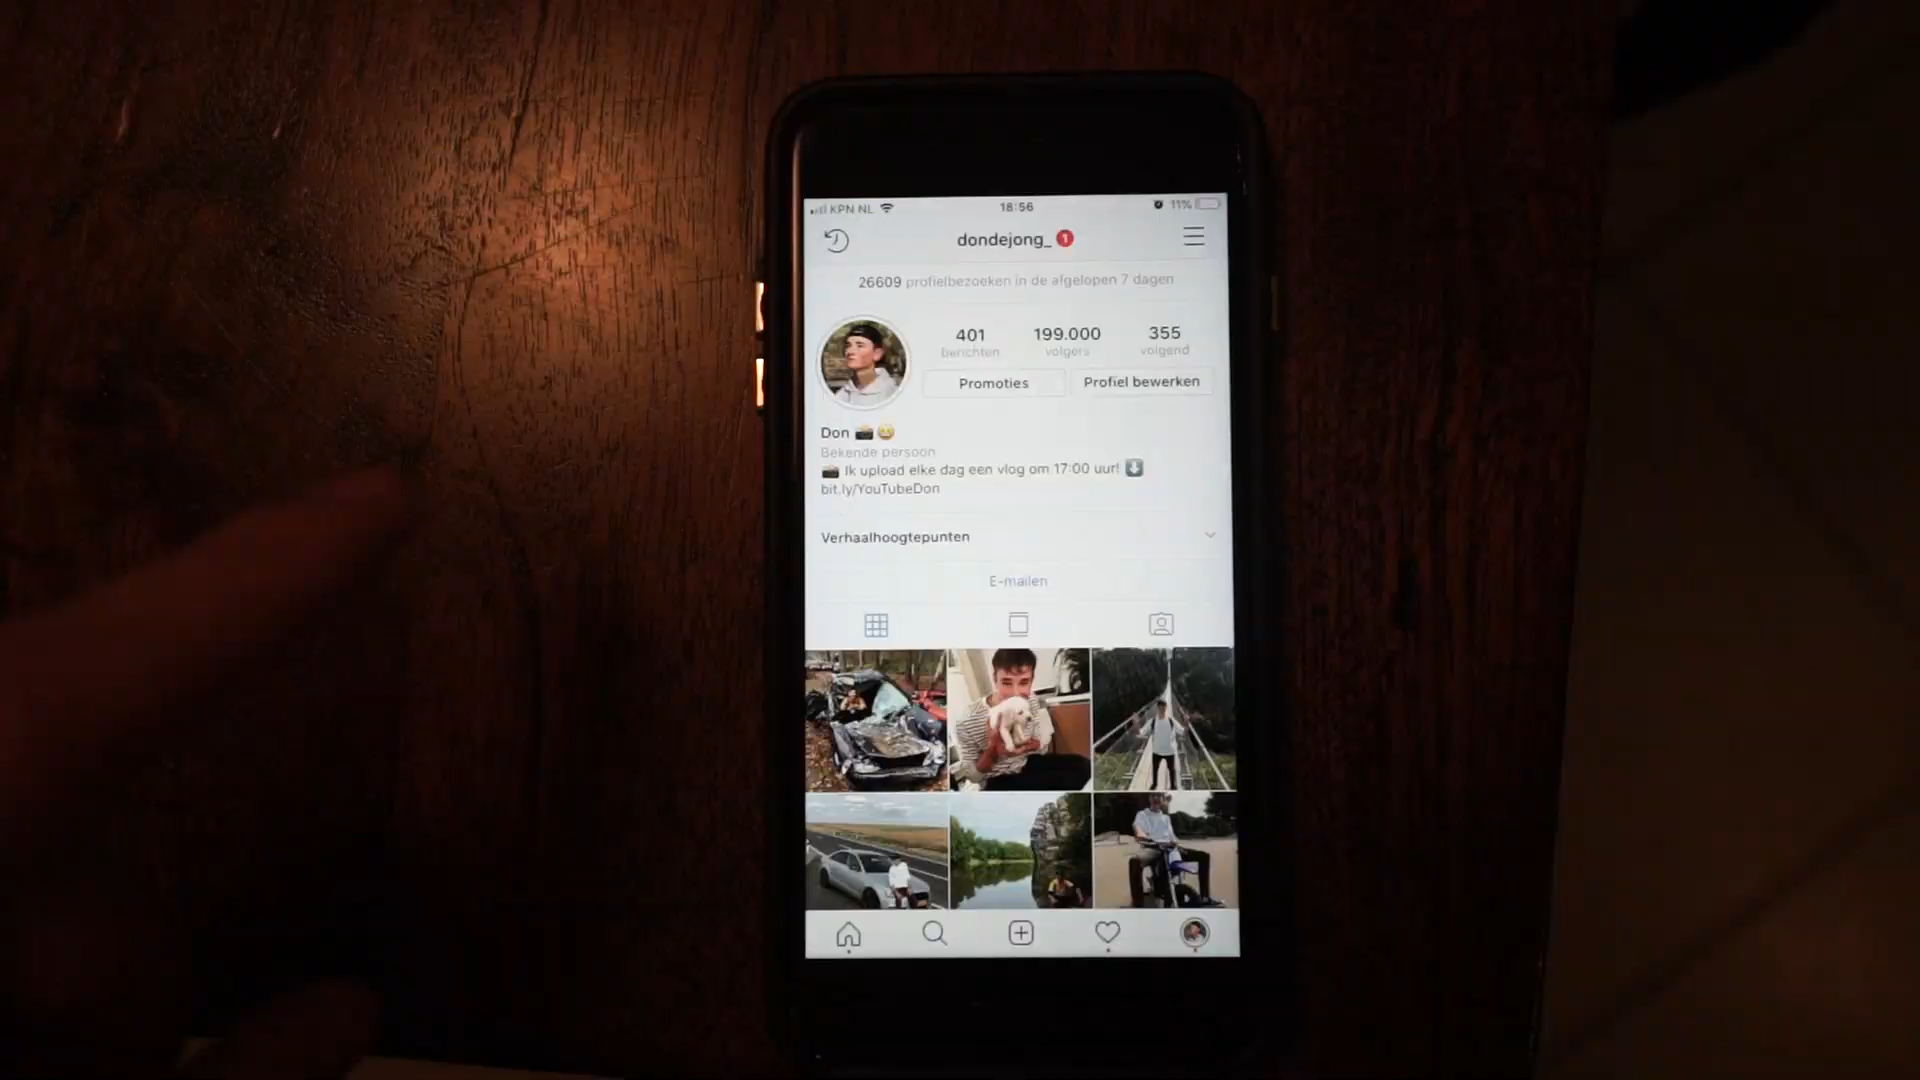 KPN NL 18:56 11%
dondejong_ 1
26609 profielbezoeken in de afgelopen 7 dagen
401 199.000 355
berichten volgers volgend
Promoties Profiel bewerken
Don 📸😄
Bekende persoon
📸 Ik upload elke dag een vlog om 17:00 uur! ⬇️
bit.ly/YouTubeDon
Verhaalhoogtepunten
E-mailen